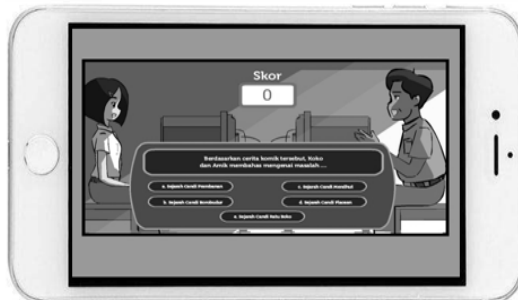 Skor
0
Berdasarkan cerita komik tersebut, Koko
dan Amik membahas mengenai masalah ....
a. Sejarah Candi Prambanan
c. Sejarah Candi Mendhut
b. Sejarah Candi Borobudur
d. Sejarah Candi Plaosan
e. Sejarah Candi Ratu Boko